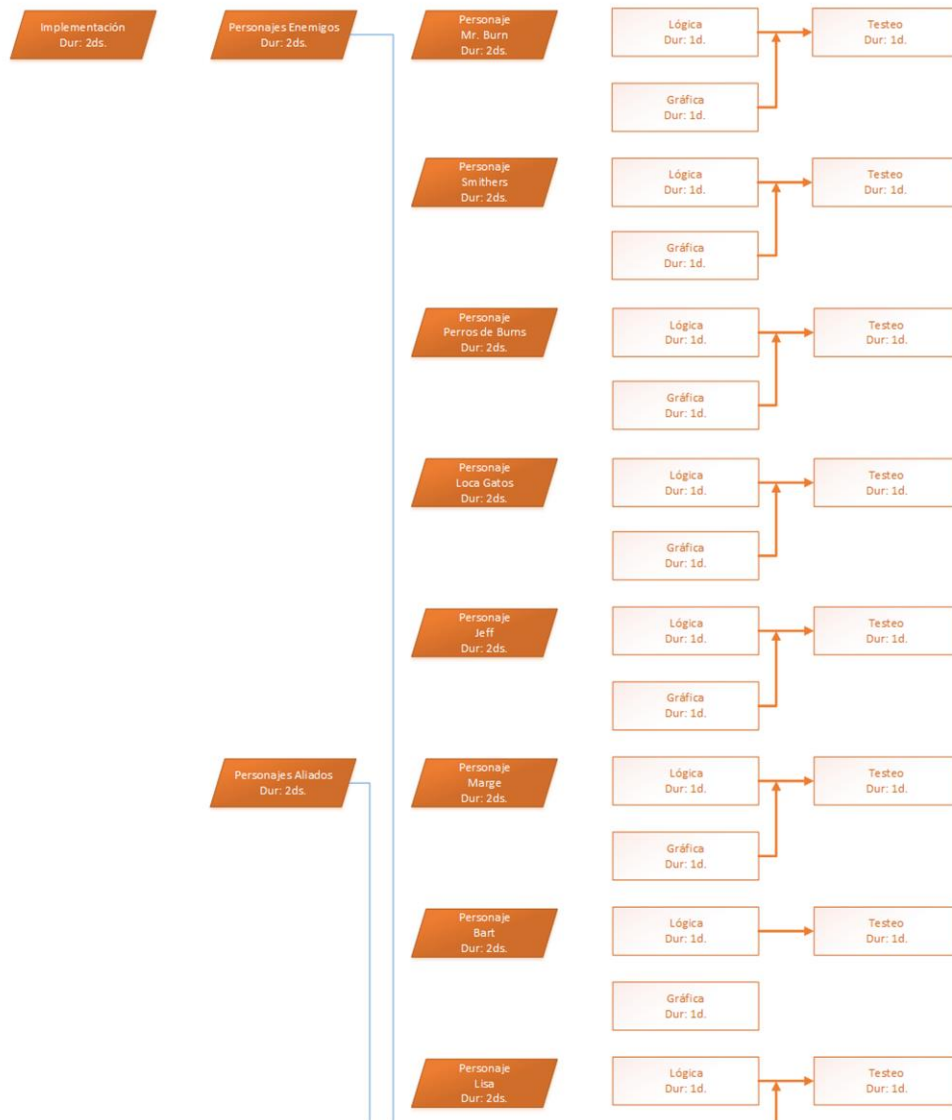 Implementación
Dur: 2ds.
Personajes Enemigos
Dur: 2ds.
Personaje
Mr. Burn
Dur: 2ds.
Lógica
Dur: 1d.
Testeo
Dur: 1d.
Gráfica
Dur: 1d.
Personaje
Smithers
Dur: 2ds.
Lógica
Dur: 1d.
Testeo
Dur: 1d.
Gráfica
Dur: 1d.
Personaje
Perros de Burns
Dur: 2ds.
Lógica
Dur: 1d.
Testeo
Dur: 1d.
Gráfica
Dur: 1d.
Personaje
Loca Gatos
Dur: 2ds.
Lógica
Dur: 1d.
Testeo
Dur: 1d.
Gráfica
Dur: 1d.
Personaje
Jeff
Dur: 2ds.
Lógica
Dur: 1d.
Testeo
Dur: 1d.
Gráfica
Dur: 1d.
Personajes Aliados
Dur: 2ds.
Personaje
Marge
Dur: 2ds.
Lógica
Dur: 1d.
Testeo
Dur: 1d.
Gráfica
Dur: 1d.
Personaje
Bart
Dur: 2ds.
Lógica
Dur: 1d.
Testeo
Dur: 1d.
Gráfica
Dur: 1d.
Personaje
Lisa
Dur: 2ds.
Lógica
Dur: 1d.
Testeo
Dur: 1d.